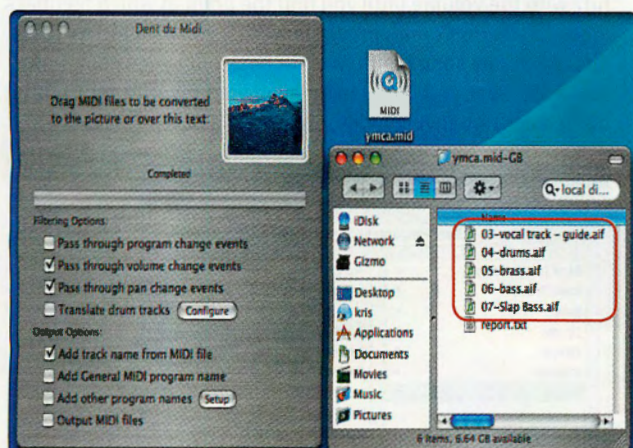 Dent du Midi
Drag MIDI files to be converted
to the picture or over this text:
Completed
Filtering Options:
Pass through program change events
Pass through volume change events
Pass through pan change events
Translate drum tracks Configure
Output Options:
Add track name from MIDI file
Add General MIDI program name
Add other program names Setup
Output MIDI files
MIDI
ymca.mid
ymca.mid-GB
local di...
iDisk
Network
Gizmo
Desktop
kris
Applications
Documents
Movies
Music
Pictures
Name
03-vocal track - guide.aif
04-drums.aif
05-brass.aif
06-bass.aif
07-Slap Bass.aif
report.txt
6 items, 6.64 GB available